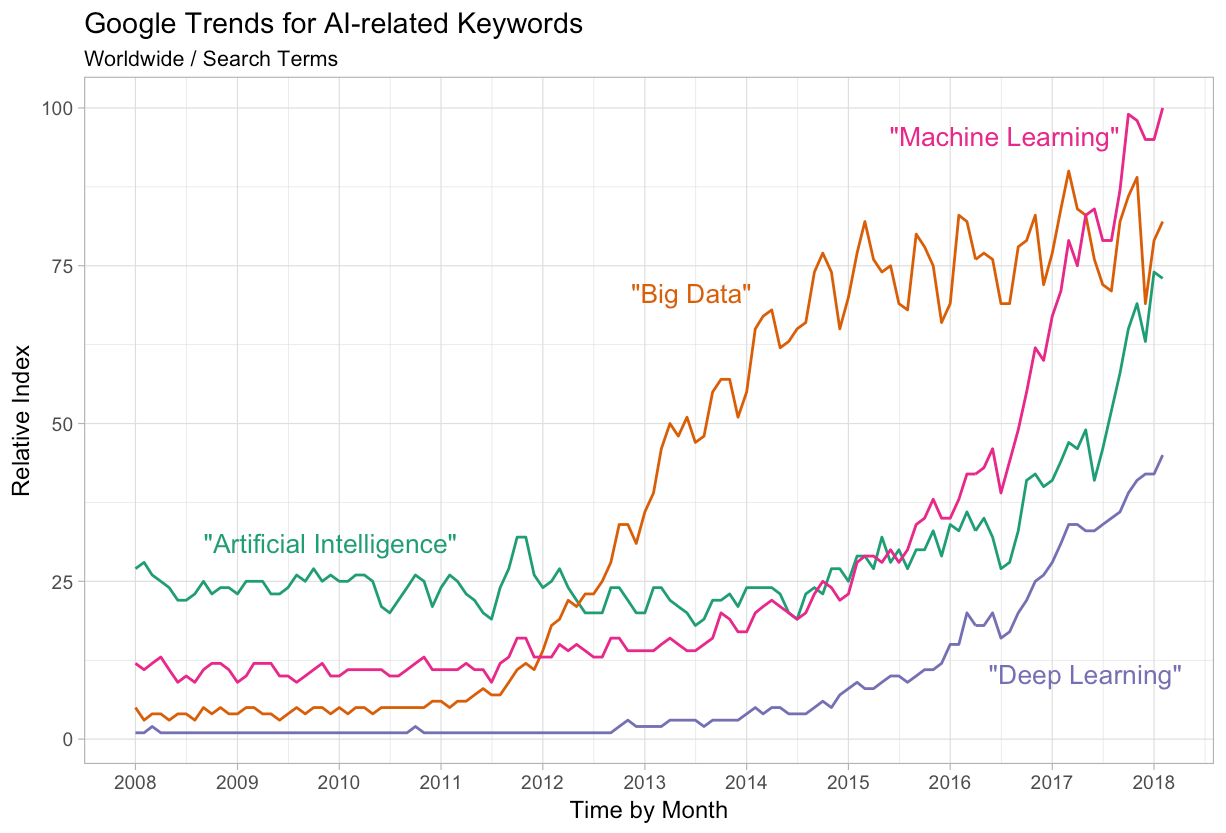 Google Trends for AI-related Keywords
Worldwide / Search Terms
100
75
50
25
0
Relative Index
"Machine Learning"
"Big Data"
"Artificial Intelligence"
"Deep Learning"
2008 2009 2010 2011 2012 2013 2014 2015 2016 2017 2018
Time by Month